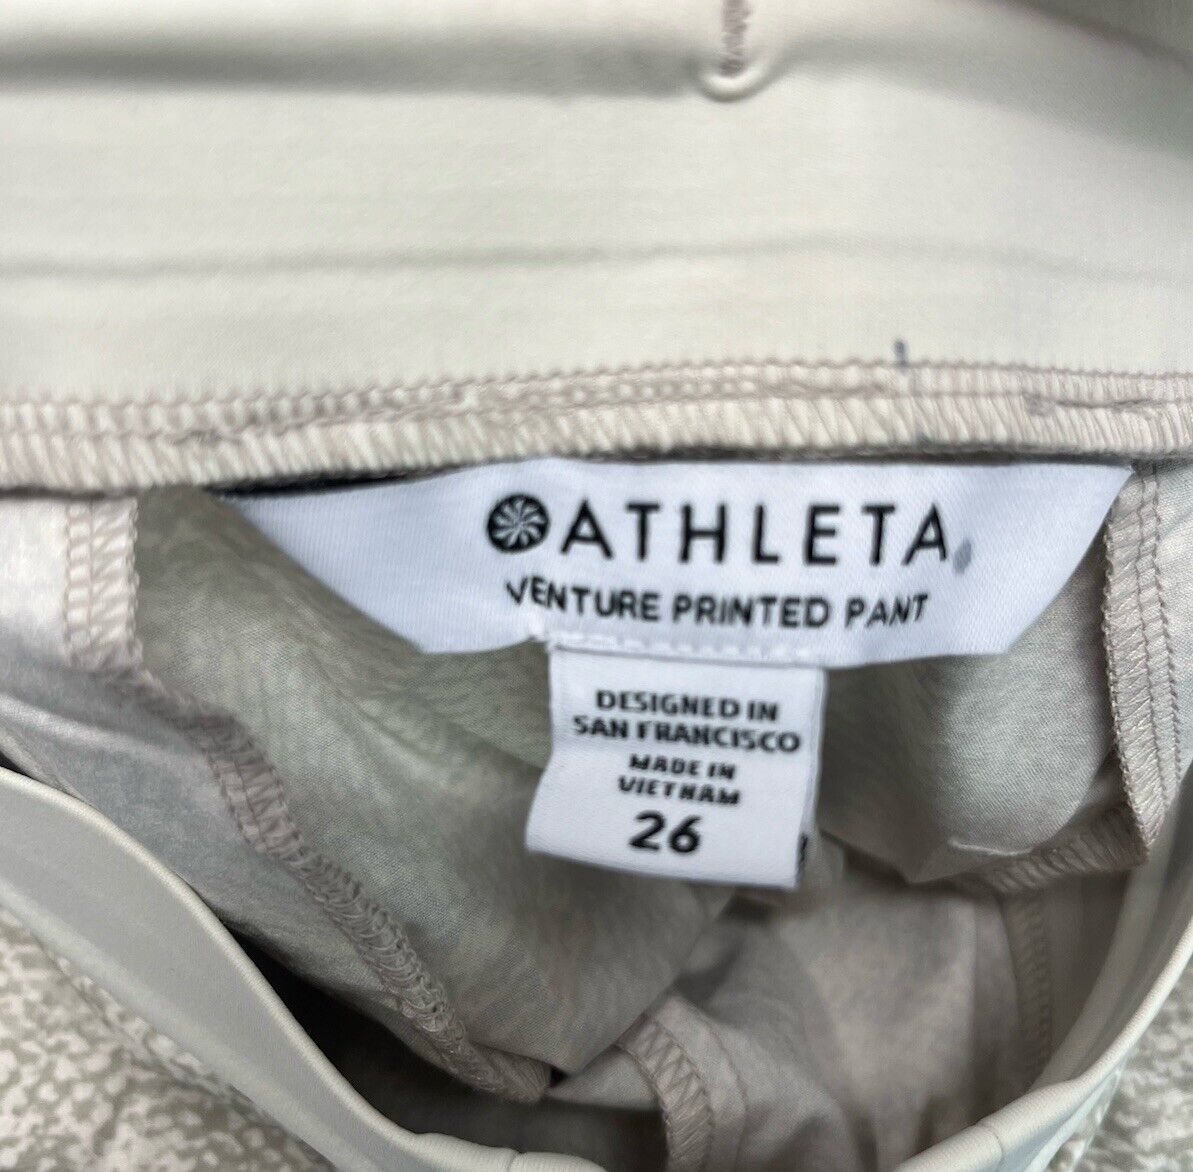 ATHLETA
VENTURE PRINTED PANT
DESIGNED IN
SAN FRANCISCO
MADE IN
VIETNAM
26